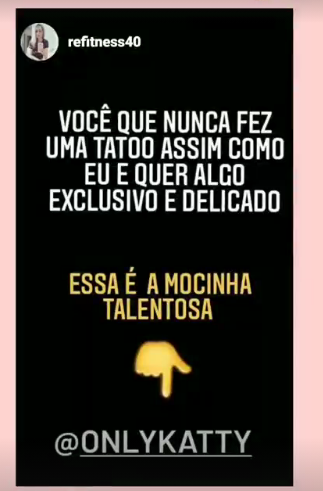 refitness40
VOCÊ QUE NUNCA FEZ
UMA TATOO ASSIM COMO
EU E QUER ALGO
EXCLUSIVO E DELICADO
ESSA É A MOCINHA
TALENTOSA
@ONLYKATTY